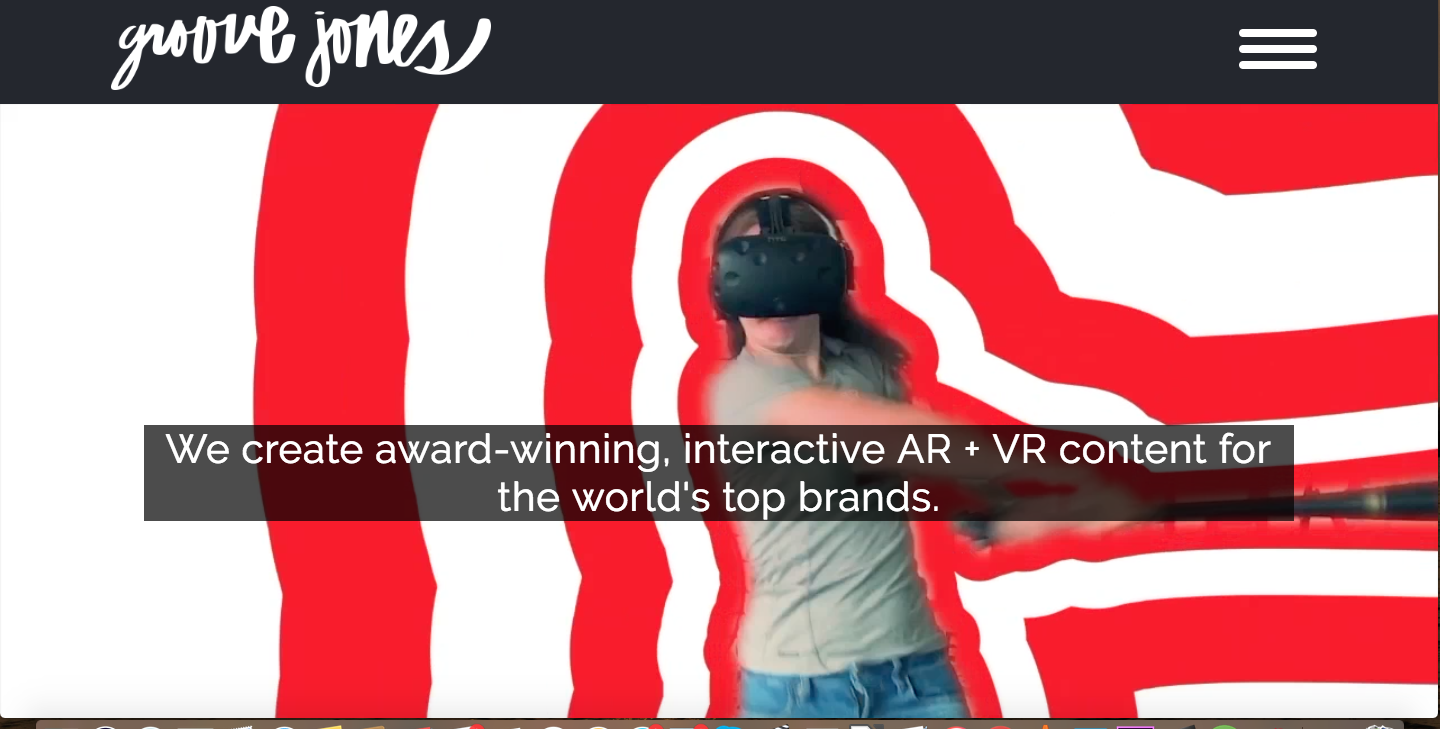 groove jones
We create award-winning, interactive AR + VR content for
the world's top brands.